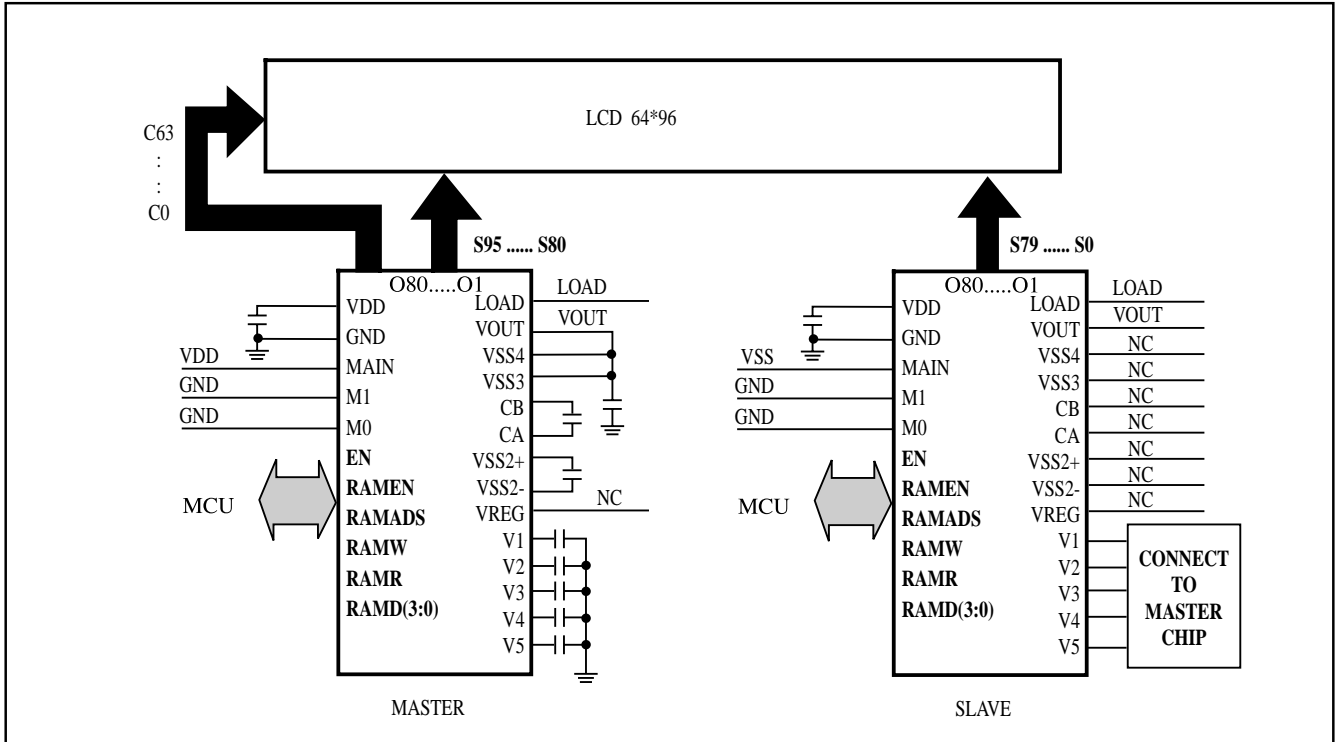 LCD 64*96
C63
:
:
C0
S95 ...... S80
S79 ...... S0
O80.....O1
VDD
GND
VDD
MAIN
GND
M1
GND
M0
EN
RAMEN
MCU
RAMADS
RAMW
RAMR
RAMD(3:0)
LOAD
LOAD
VOUT
VOUT
VSS4
VSS3
CB
CA
VSS2+
VSS2-
NC
VREG
V1
V2
V3
V4
V5
MASTER
O80.....O1
VDD
GND
VSS
MAIN
GND
M1
GND
M0
EN
RAMEN
MCU
RAMADS
RAMW
RAMR
RAMD(3:0)
LOAD
LOAD
VOUT
VOUT
NC
VSS4
NC
VSS3
NC
CB
NC
CA
NC
VSS2+
NC
VSS2-
NC
VREG
V1
V2
V3
V4
V5
CONNECT
TO
MASTER
CHIP
SLAVE